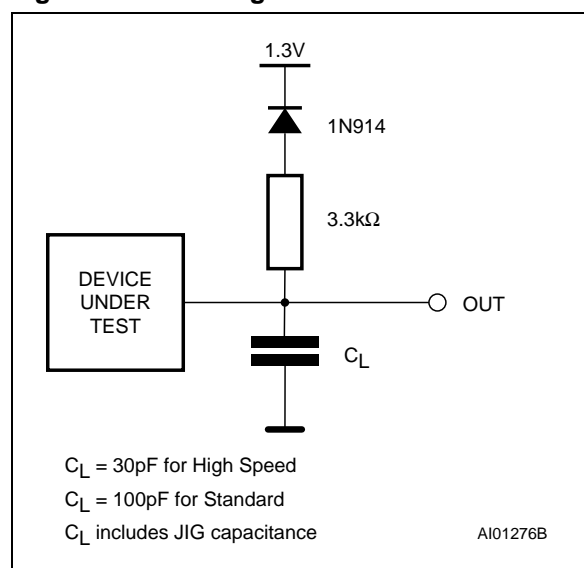 1.3V
1N914
3.3kΩ
DEVICE
UNDER
TEST
OUT
CL
CL = 30pF for High Speed
CL = 100pF for Standard
CL includes JIG capacitance
AI01276B